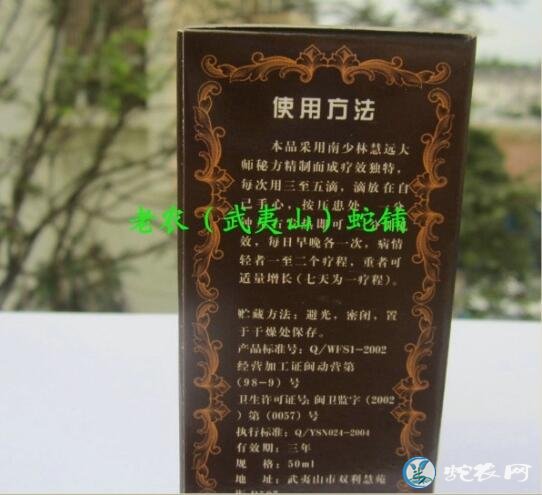 使用方法
本品采用南少林慧远大
师秘方精制而成疗效独特，
每次用三至五滴，滴放在自
己手心，按压患处
老农（武夷山）蛇铺
效，每日早晚各一次，病情
轻者一至二个疗程，重者可
适量增长（七天为一疗程）。
贮藏方法：避光，密闭，置
于干燥处保存。
产品标准号：Q/WFS1-2002
经营加工证闽动营第
（98-9）号
卫生许可证号：闽卫监字（2002
）第（0057）号
执行标准：Q/YSN024-2004
有效期：三年
规 格：50ml
地 址：武夷山市双利慧苑
蛇农网